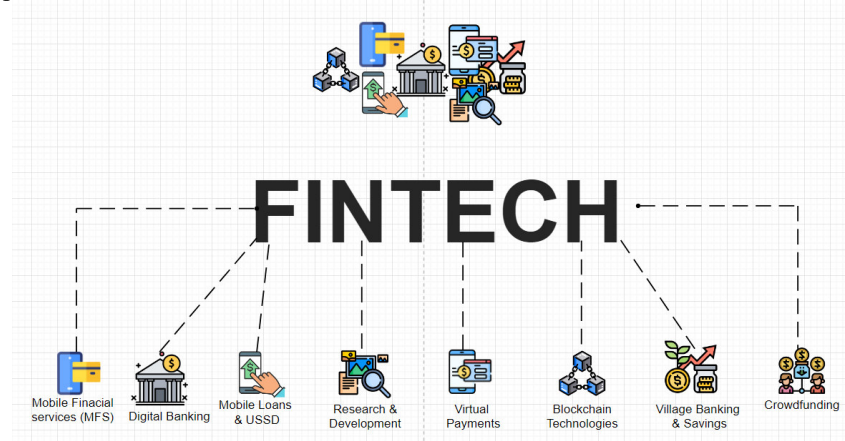 FINTECH
Mobile Finacial
services (MFS)
Digital Banking
Mobile Loans
& USSD
Research &
Development
Virtual
Payments
Blockchain
Technologies
Village Banking
& Savings
Crowdfunding